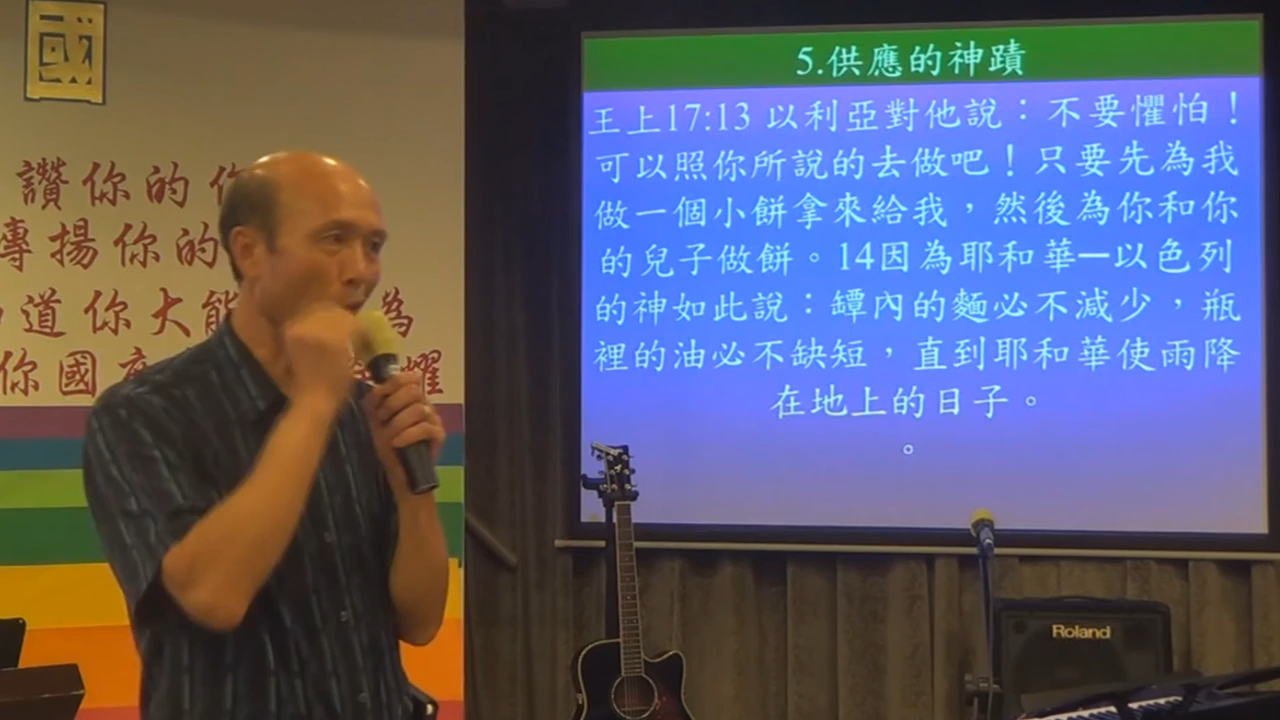 國
讚你的
傳揚你的
道你大能 為
你國 耀
5.供應的神蹟
王上17:13 以利亞對他說：不要懼怕！
可以照你所說的去做吧！只要先為我
做一個小餅拿來給我，然後為你和你
的兒子做餅。14因為耶和華─以色列
的神如此說：罈內的麵必不減少，瓶
裡的油必不缺短，直到耶和華使雨降
在地上的日子。
。
Roland